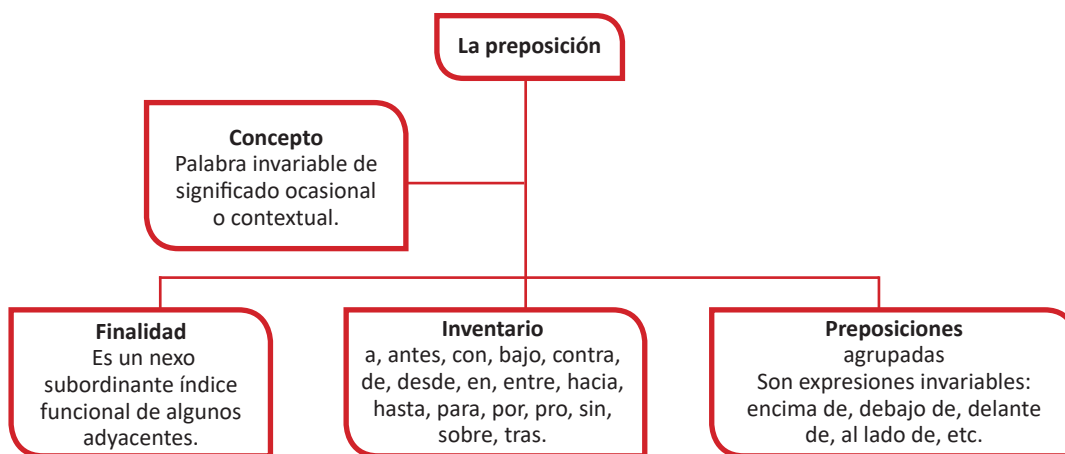 La preposición
Concepto
Palabra invariable de
significado ocasional
o contextual.
Finalidad
Es un nexo
subordinante índice
funcional de algunos
adyacentes.
Inventario
a, antes, con, bajo, contra,
de, desde, en, entre, hacia,
hasta, para, por, pro, sin,
sobre, tras.
Preposiciones
agrupadas
Son expresiones invariables:
encima de, debajo de, delante
de, al lado de, etc.